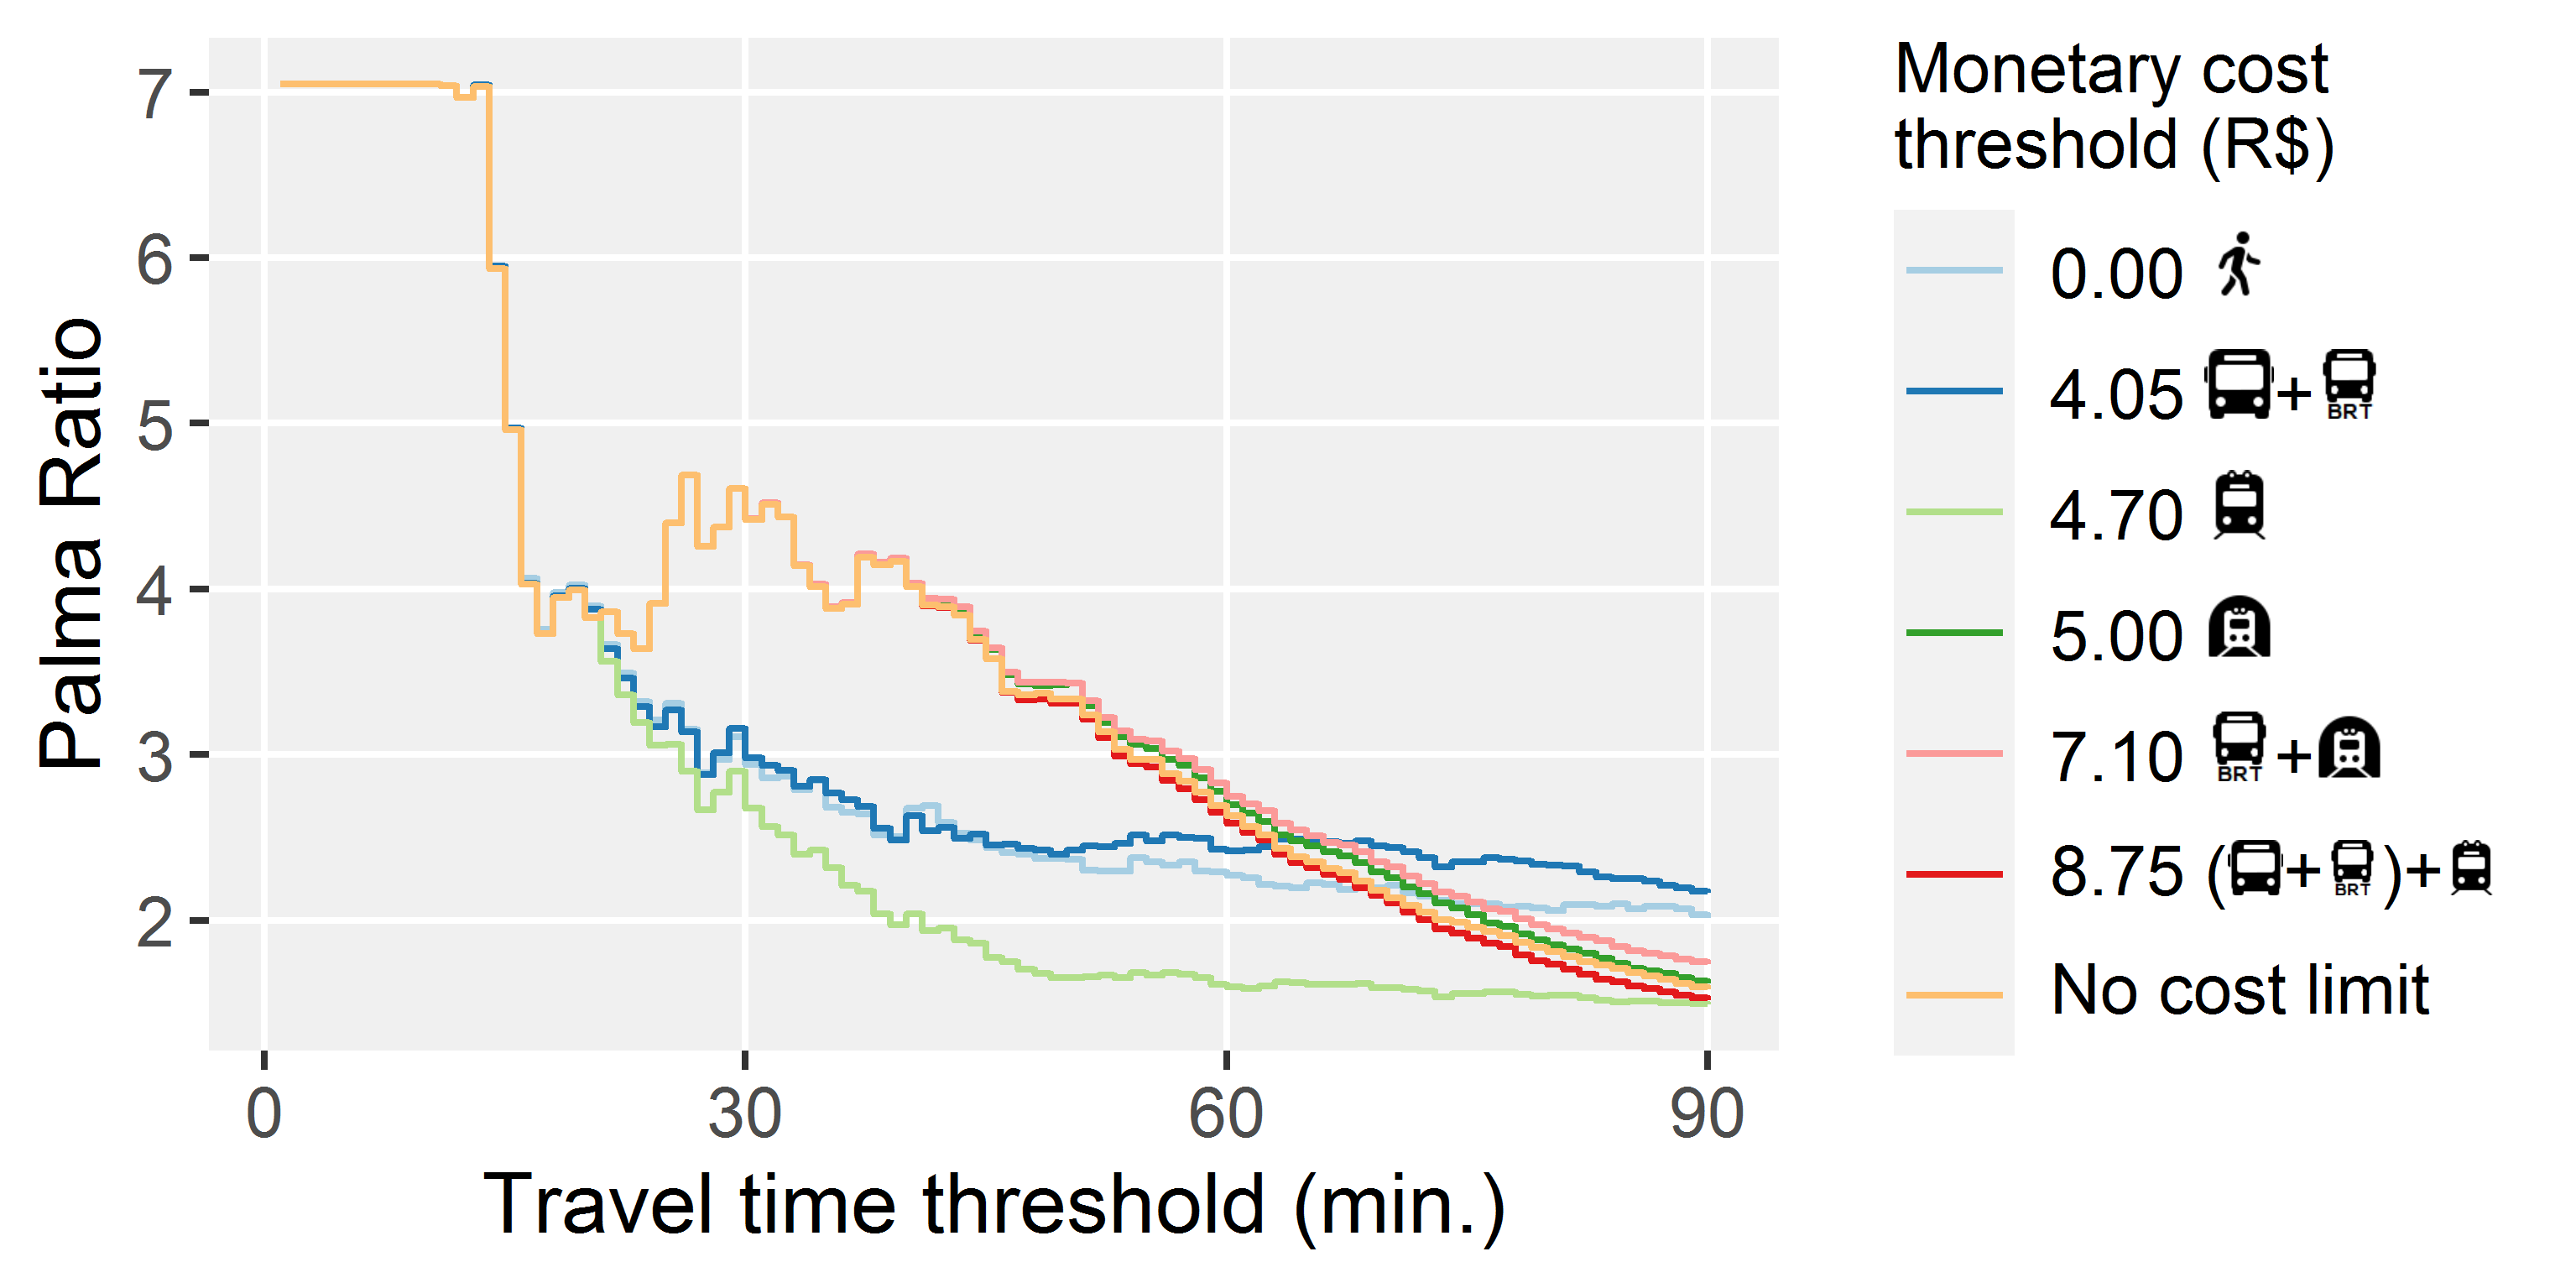 Palma Ratio
7
6
5
4
3
2
0 30 60 90
Travel time threshold (min.)
Monetary cost
threshold (R$)
0.00
4.05 + BRT
4.70
5.00
7.10 BRT +
8.75 ( + BRT )+
No cost limit